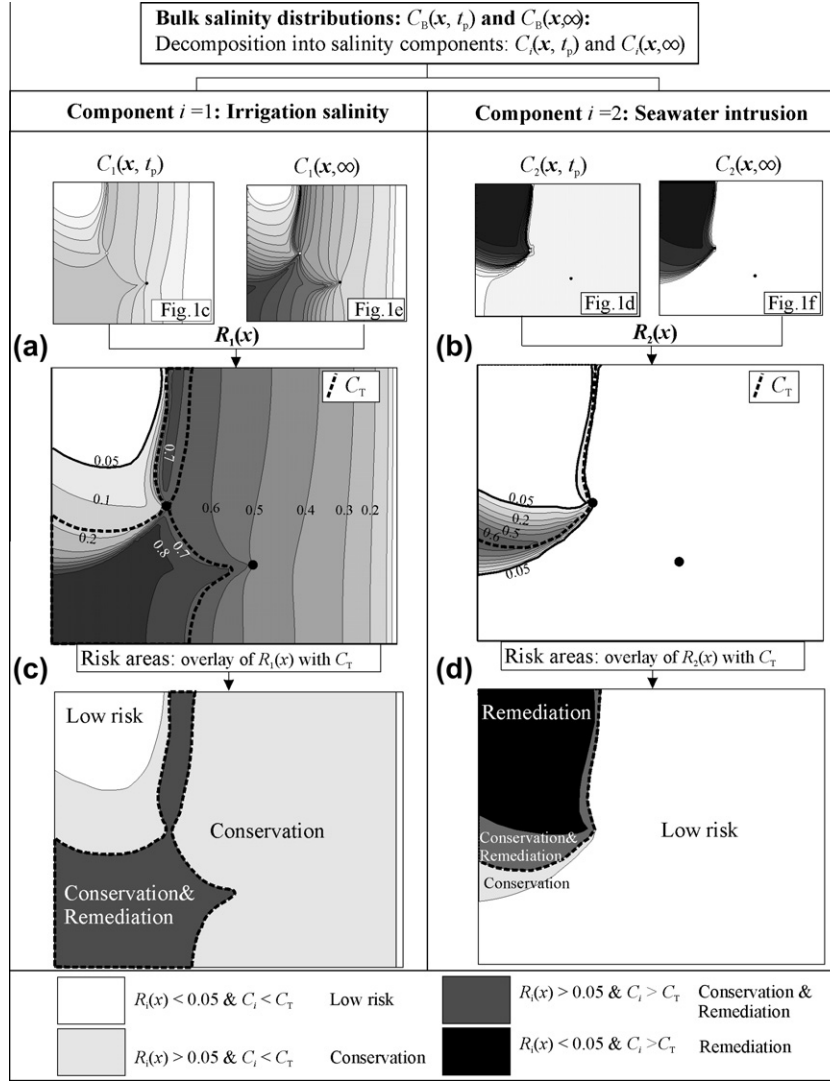 Bulk salinity distributions: C_B(x, t_p) and C_B(x,∞):
Decomposition into salinity components: C_i(x, t_p) and C_i(x,∞)
Component i =1: Irrigation salinity
Component i =2: Seawater intrusion
C_1(x, t_p)
C_1(x,∞)
C_2(x, t_p)
C_2(x,∞)
Fig.1c
Fig.1e
Fig.1d
Fig.1f
(a)
R_1(x)
(b)
R_2(x)
C_T
0.7
0.05
0.1
0.2
0.8
0.7
0.6
0.5
0.4
0.3
0.2
C_T
0.05
0.2
0.5
0.6
0.05
Risk areas: overlay of R_1(x) with C_T
Risk areas: overlay of R_2(x) with C_T
(c)
(d)
Low risk
Conservation
Conservation&
Remediation
Remediation
Conservation&
Remediation
Conservation
Low risk
R_i(x) < 0.05 & C_i < C_T Low risk
R_i(x) > 0.05 & C_i < C_T Conservation
R_i(x) > 0.05 & C_i > C_T Conservation &
Remediation
R_i(x) < 0.05 & C_i >C_T Remediation